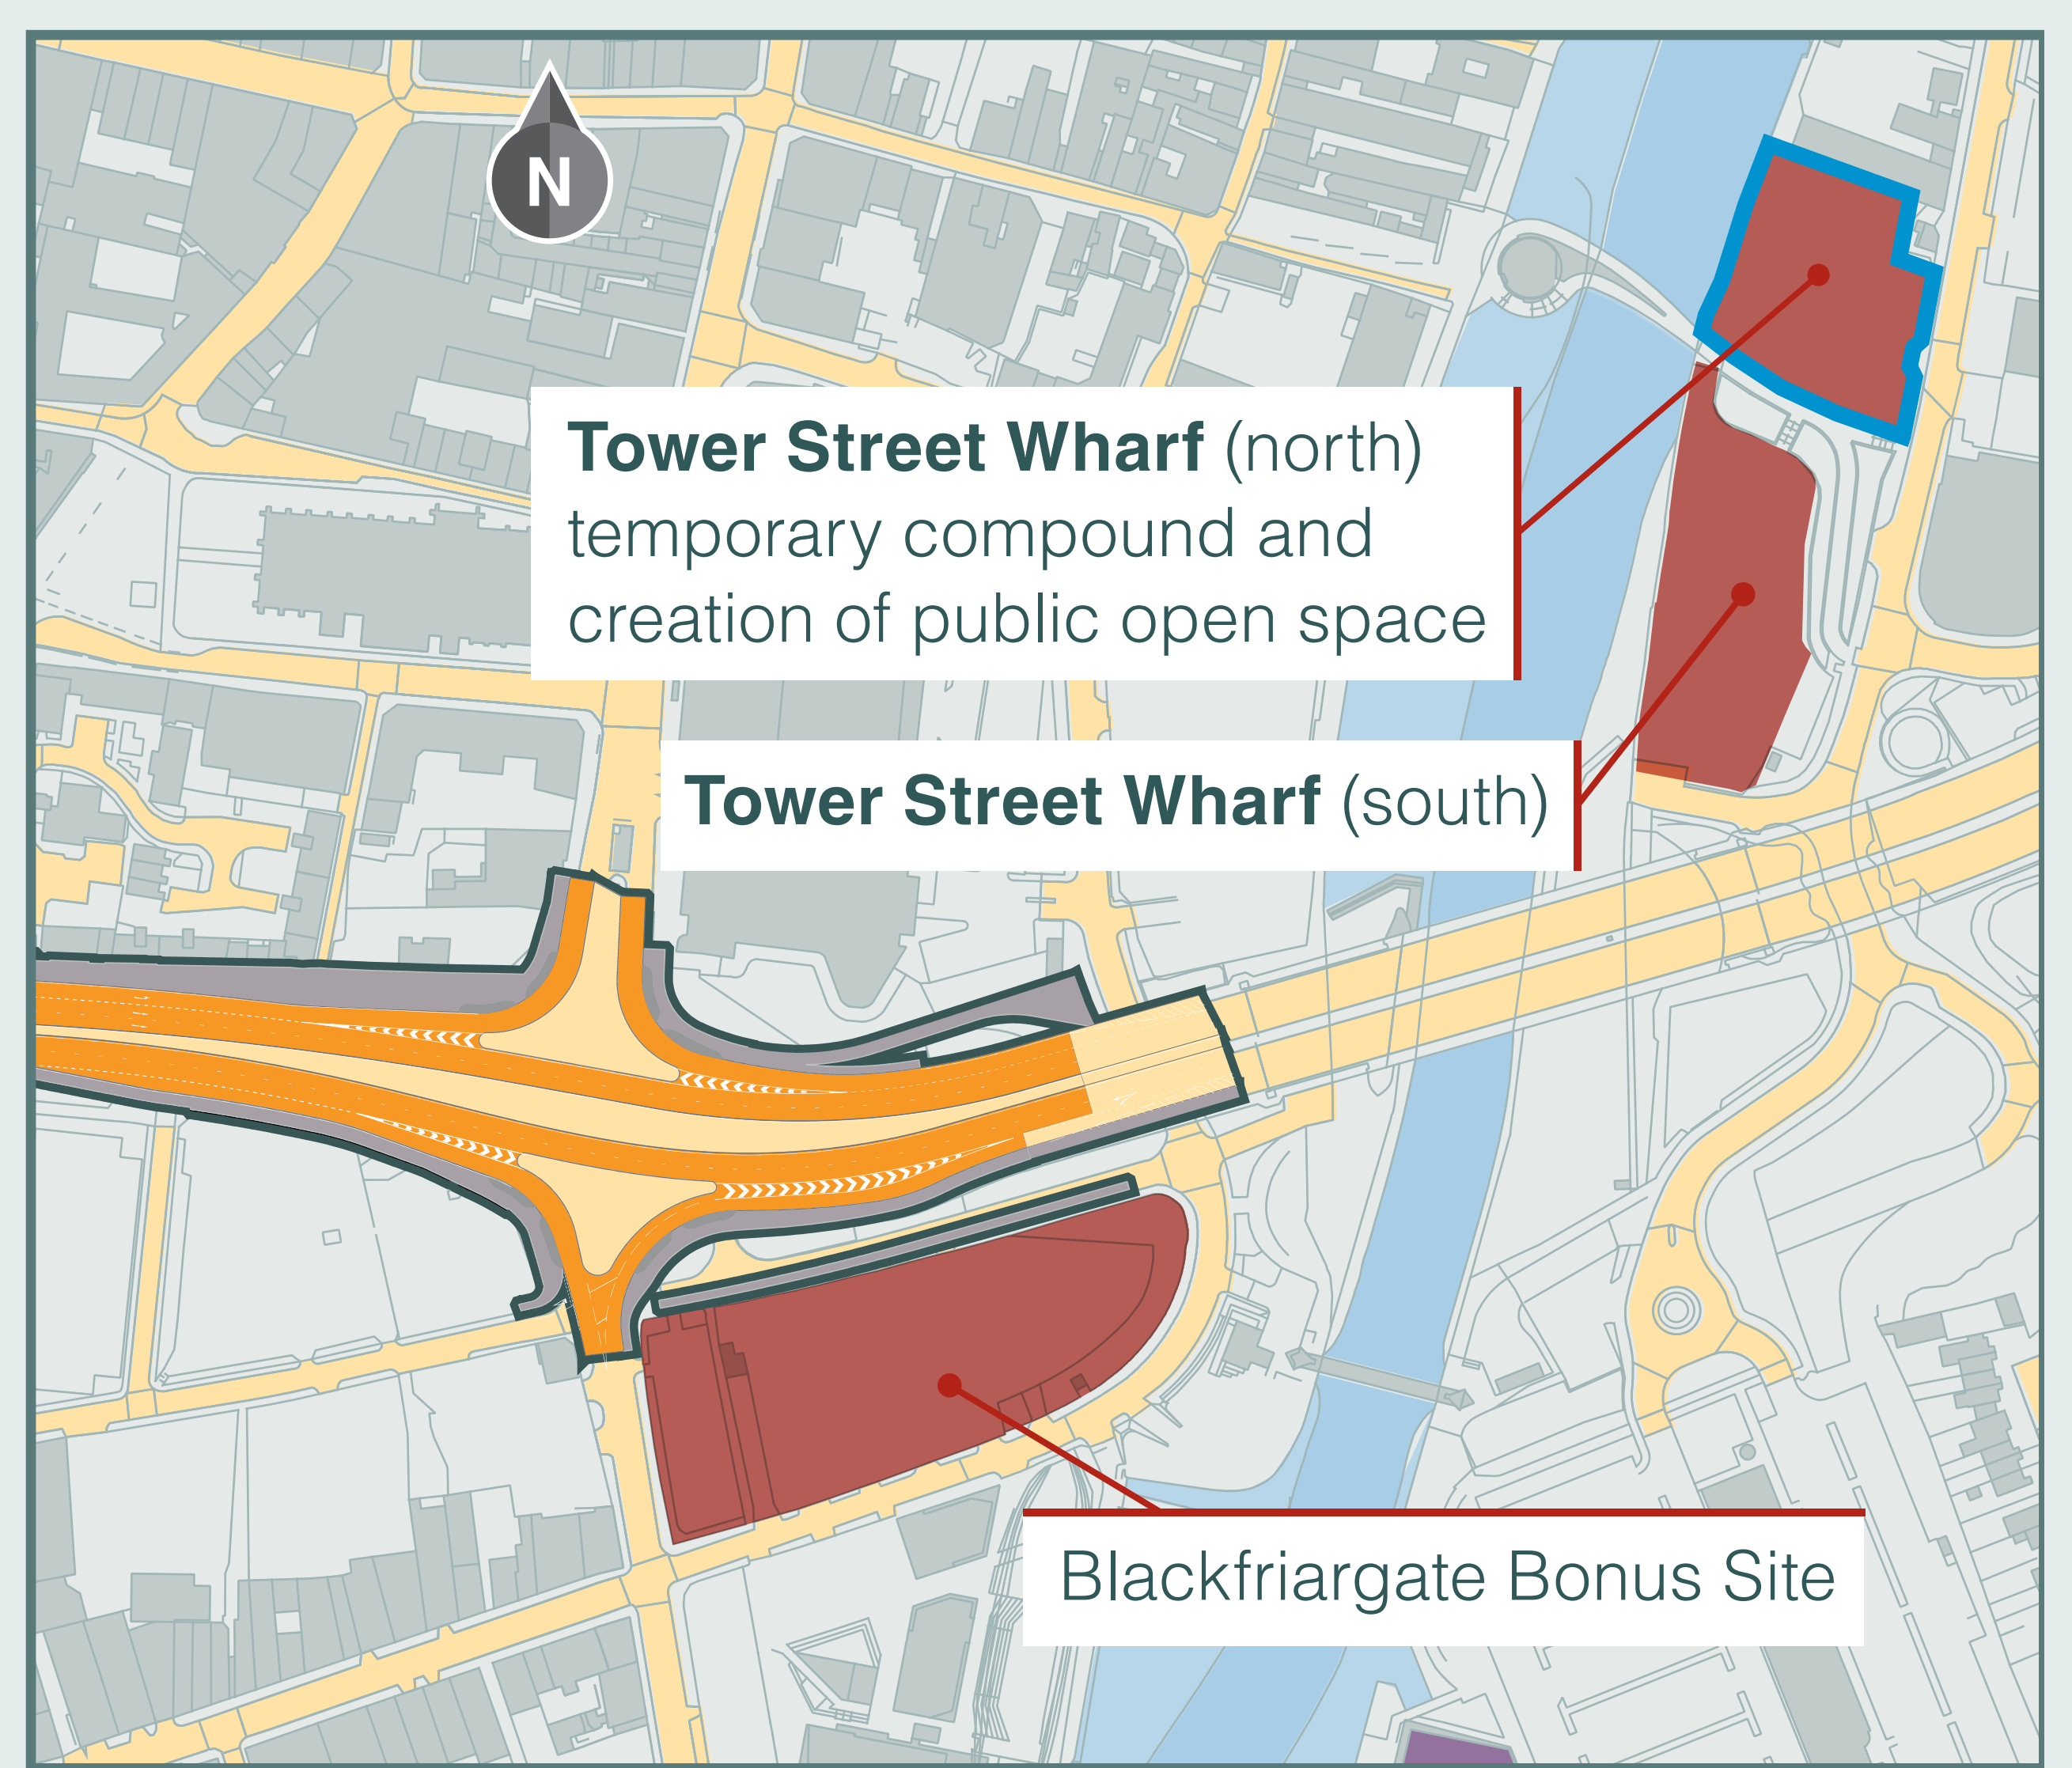 N
Tower Street Wharf (north)
temporary compound and
creation of public open space
Tower Street Wharf (south)
Blackfriargate Bonus Site